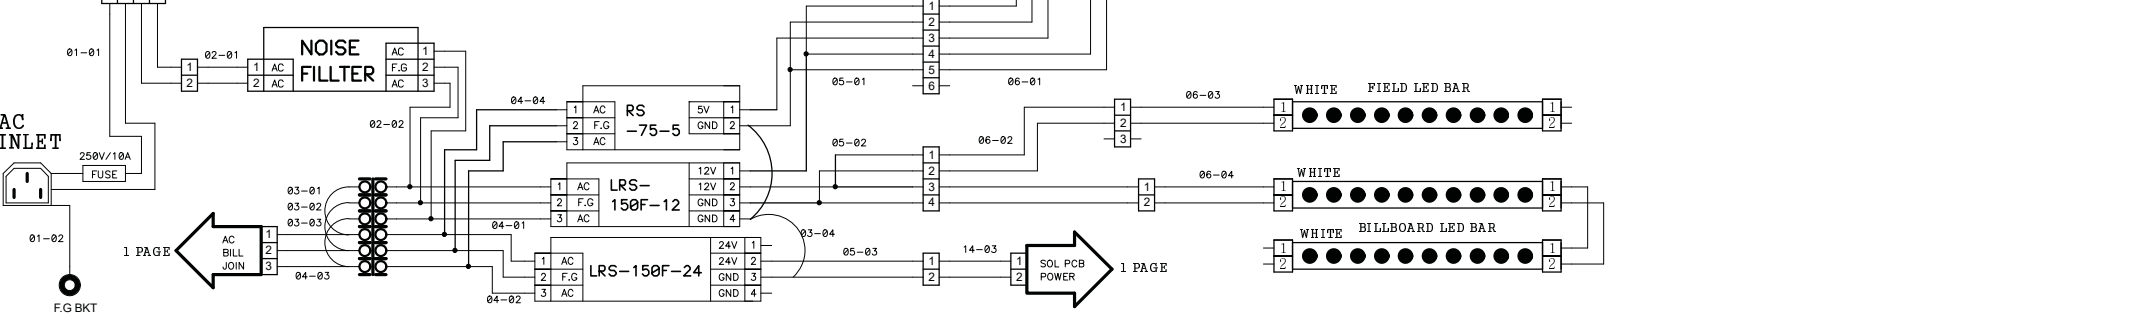 1
2
3
4
5
6
05-01
06-01
01-01
1
2
02-01
NOISE
FILLTER
1 AC
2 AC
AC 1
F.G 2
AC 3
02-02
AC
INLET
250V/10A
FUSE
01-02
F.G BKT
04-04
1 AC
2 F.G
3 AC
RS
-75-5
5V 1
GND 2
1 AC
2 F.G
3 AC
LRS-
150F-12
12V 1
12V 2
GND 3
GND 4
03-01
03-02
03-03
04-01
04-02
04-03
1 PAGE
AC
BILL
JOIN
1
2
3
1 AC
2 F.G
3 AC
LRS-150F-24
24V 1
24V 2
GND 3
GND 4
03-04
05-02
1
2
3
4
06-02
1
2
3
06-03
1
2
WHITE
FIELD LED BAR
1
2
1
2
06-04
1
2
WHITE
1
2
WHITE
BILLBOARD LED BAR
1
2
1
2
05-03
1
2
14-03
1
2
SOL PCB
POWER
1 PAGE